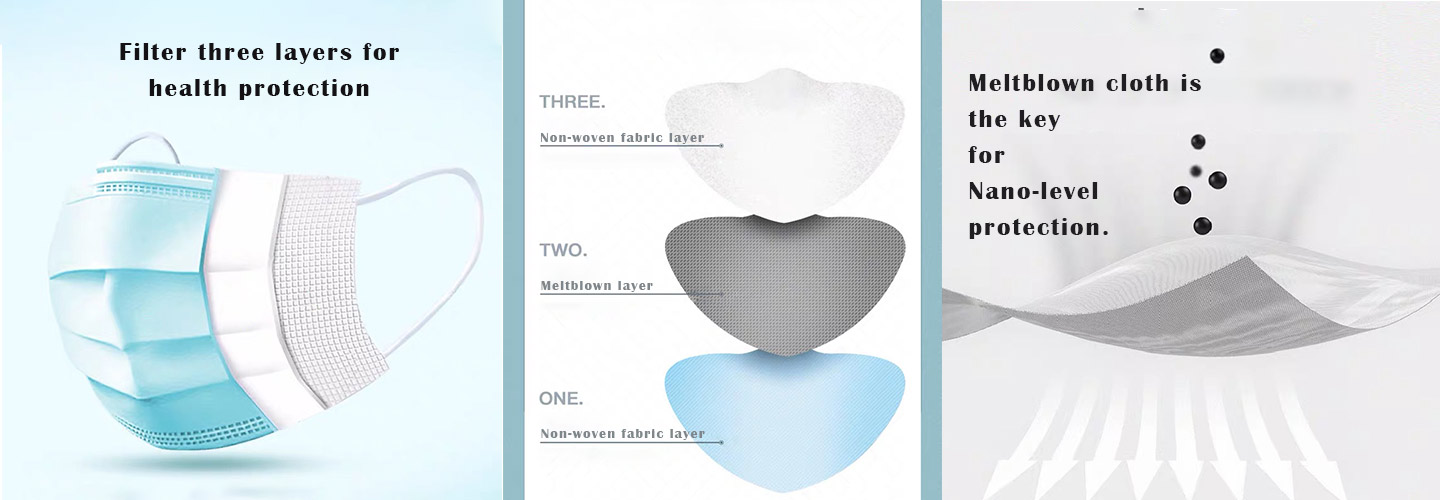 Filter three layers for
health protection
THREE.
Non-woven fabric layer
TWO.
Meltblown layer
ONE.
Non-woven fabric layer
Meltblown cloth is
the key
for
Nano-level
protection.